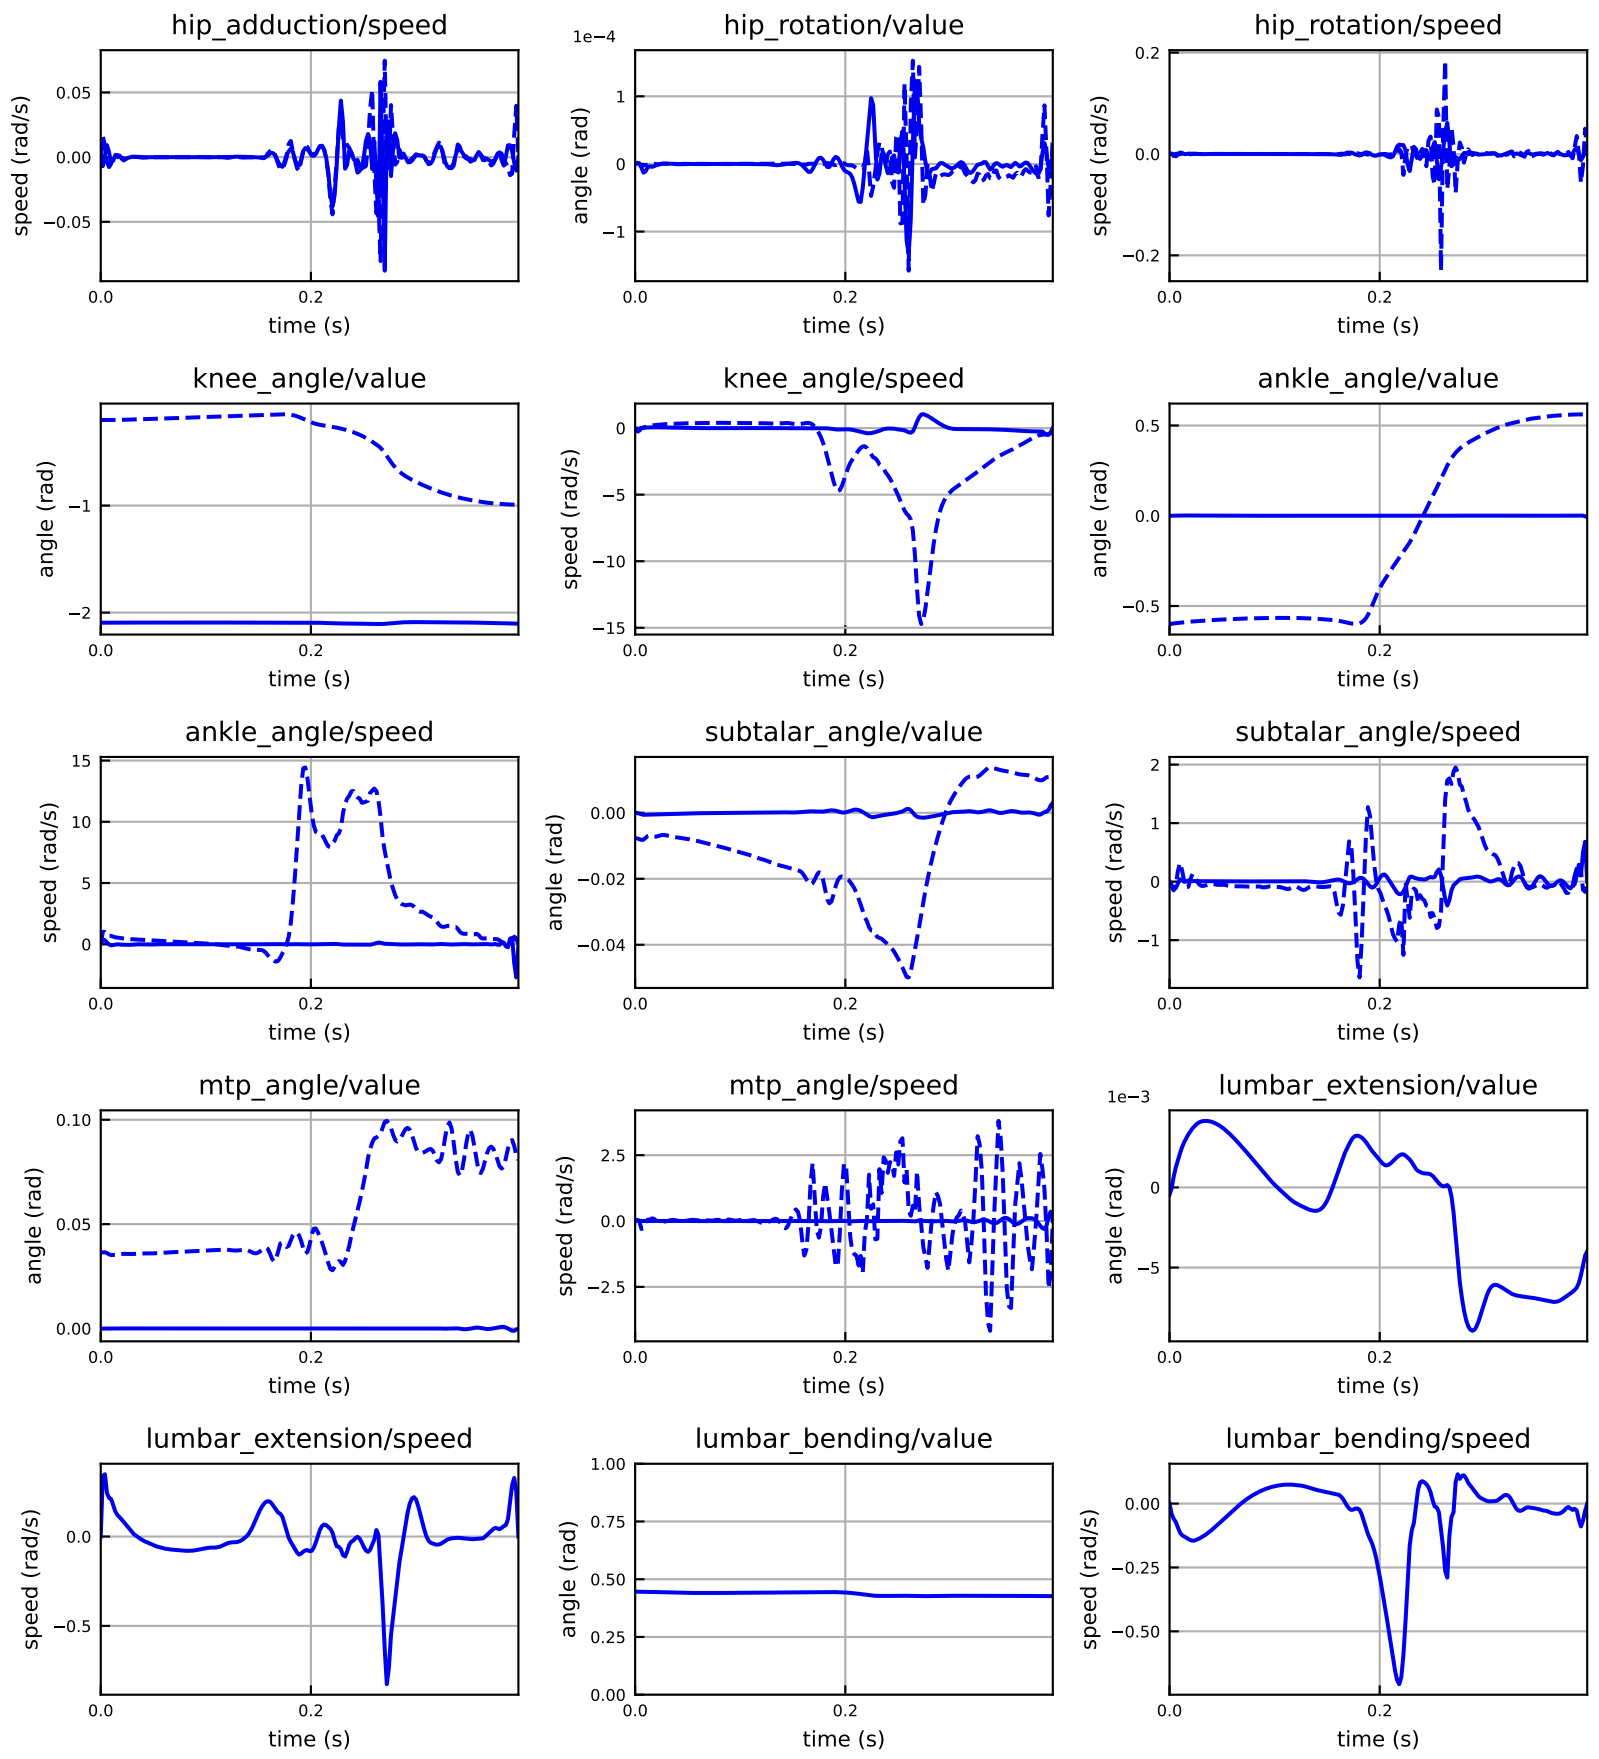 hip_adduction/speed
speed (rad/s)
0.05
0.00
−0.05
0.0 0.2
time (s)
hip_rotation/value
1e−4
angle (rad)
1
0
−1
0.0 0.2
time (s)
hip_rotation/speed
speed (rad/s)
0.2
0.0
−0.2
0.0 0.2
time (s)
knee_angle/value
angle (rad)
−1
−2
0.0 0.2
time (s)
knee_angle/speed
speed (rad/s)
0
−5
−10
−15
0.0 0.2
time (s)
ankle_angle/value
angle (rad)
0.5
0.0
−0.5
0.0 0.2
time (s)
ankle_angle/speed
speed (rad/s)
15
10
5
0
0.0 0.2
time (s)
subtalar_angle/value
angle (rad)
0.00
−0.02
−0.04
0.0 0.2
time (s)
subtalar_angle/speed
speed (rad/s)
2
1
0
−1
0.0 0.2
time (s)
mtp_angle/value
angle (rad)
0.10
0.05
0.00
0.0 0.2
time (s)
mtp_angle/speed
speed (rad/s)
2.5
0.0
−2.5
0.0 0.2
time (s)
lumbar_extension/value
1e−3
angle (rad)
0
−5
0.0 0.2
time (s)
lumbar_extension/speed
speed (rad/s)
0.0
−0.5
0.0 0.2
time (s)
lumbar_bending/value
angle (rad)
1.00
0.75
0.50
0.25
0.00
0.0 0.2
time (s)
lumbar_bending/speed
speed (rad/s)
0.00
−0.25
−0.50
0.0 0.2
time (s)